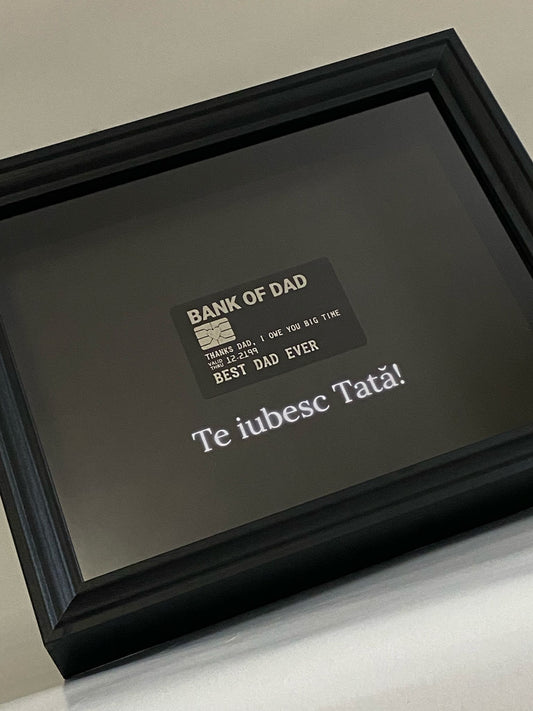 BANK OF DAD
THANKS DAD, I OWE YOU BIG TIME
VALID THRU 12.2199
BEST DAD EVER
Te iubesc Tată!